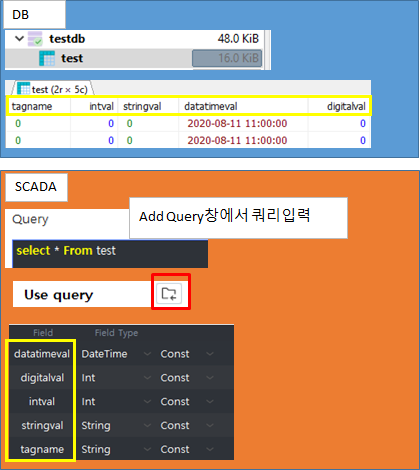 DB
testdb 48.0 KiB
test 16.0 KiB
test (2r × 5c)
tagname intval stringval datatimeval digitalval
0 0 0 2020-08-11 11:00:00 0
0 0 0 2020-08-11 11:00:00 0
SCADA
Query
Add Query창에서 쿼리 입력
select * From test
Use query
Field Field Type
datatimeval DateTime Const
digitalval Int Const
intval Int Const
stringval String Const
tagname String Const